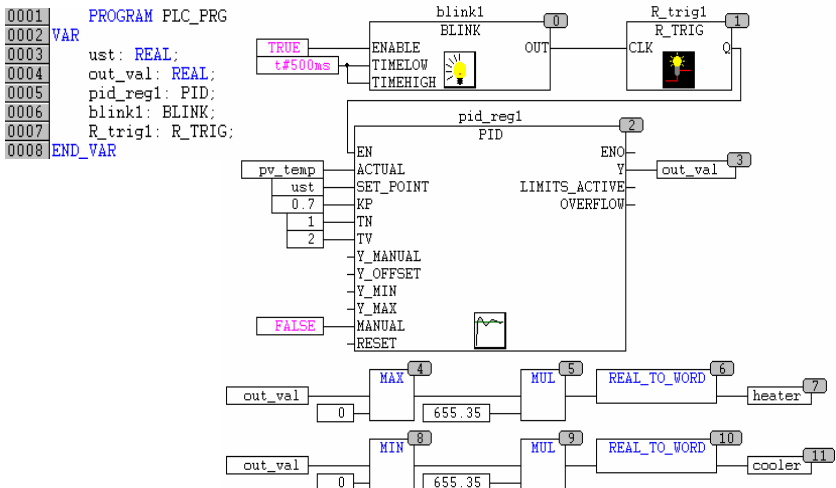 0001 PROGRAM PLC_PRG
0002 VAR
0003 ust: REAL;
0004 out_val: REAL;
0005 pid_reg1: PID;
0006 blink1: BLINK;
0007 R_trig1: R_TRIG;
0008 END_VAR
blink1
0
BLINK
TRUE ENABLE OUT
t#500ms TIMELOW
TIMEHIGH
R_trig1
1
R_TRIG
CLK Q
pid_reg1
2
PID
EN ENO
pv_temp ACTUAL Y out_val 3
ust SET_POINT LIMITS_ACTIVE
0.7 KP OVERFLOW
1 TN
2 TV
Y_MANUAL
Y_OFFSET
Y_MIN
Y_MAX
FALSE MANUAL
RESET
MAX 4 MUL 5 REAL_TO_WORD 6
out_val heater 7
0 655.35
MIN 8 MUL 9 REAL_TO_WORD 10
out_val cooler 11
0 655.35